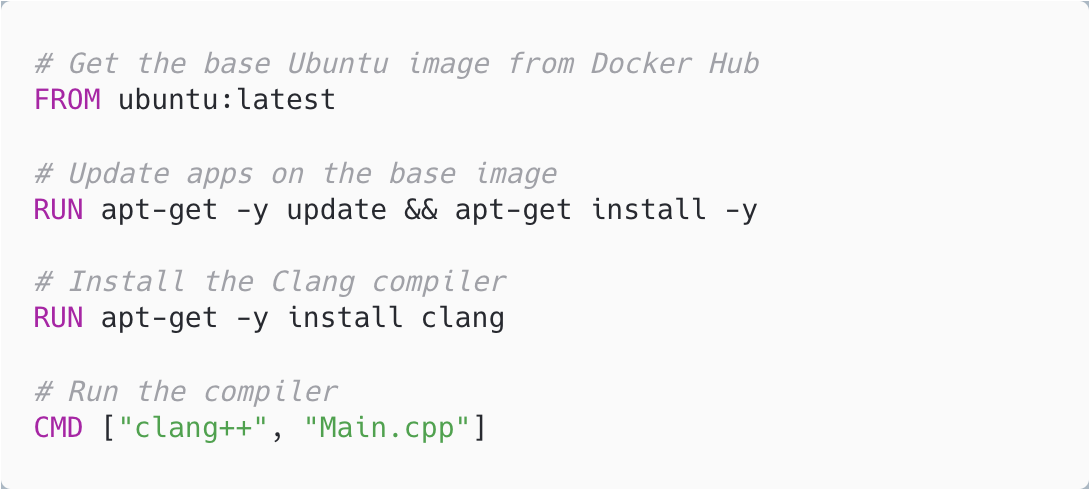 # Get the base Ubuntu image from Docker Hub
FROM ubuntu:latest
# Update apps on the base image
RUN apt-get -y update && apt-get install -y
# Install the Clang compiler
RUN apt-get -y install clang
# Run the compiler
CMD ["clang++", "Main.cpp"]